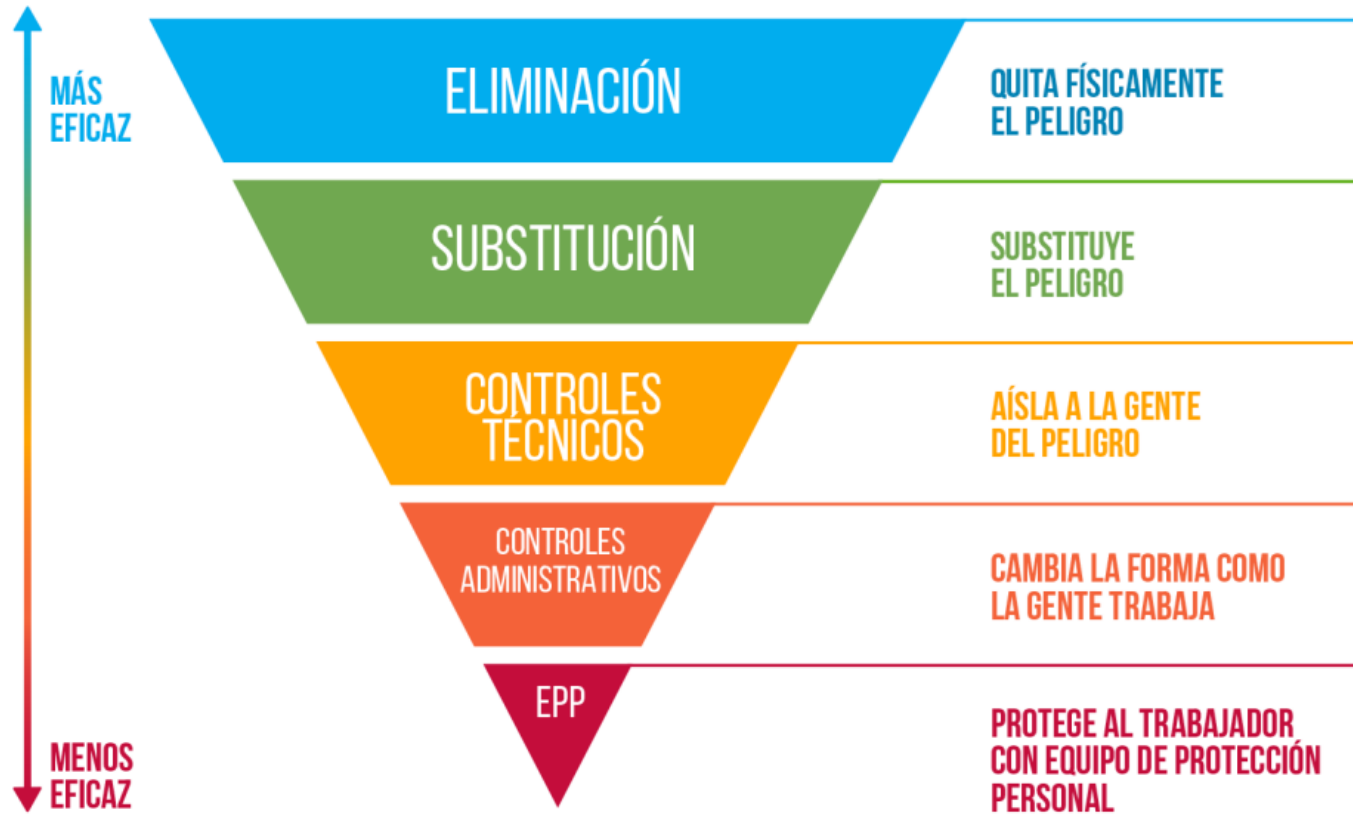 MÁS
EFICAZ
ELIMINACIÓN
QUITA FÍSICAMENTE
EL PELIGRO
SUBSTITUCIÓN
SUBSTITUYE
EL PELIGRO
CONTROLES
TÉCNICOS
AÍSLA A LA GENTE
DEL PELIGRO
CONTROLES
ADMINISTRATIVOS
CAMBIA LA FORMA COMO
LA GENTE TRABAJA
EPP
PROTEGE AL TRABAJADOR
CON EQUIPO DE PROTECCIÓN
PERSONAL
MENOS
EFICAZ